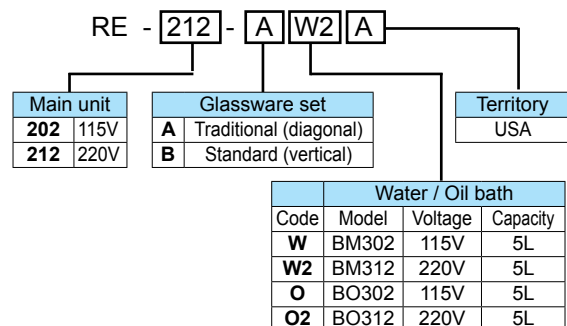 RE - 212 - A W2 A
Main unit
202 115V
212 220V
Glassware set
A Traditional (diagonal)
B Standard (vertical)
Territory
USA
Water / Oil bath
Code Model Voltage Capacity
W BM302 115V 5L
W2 BM312 220V 5L
O BO302 115V 5L
O2 BO312 220V 5L